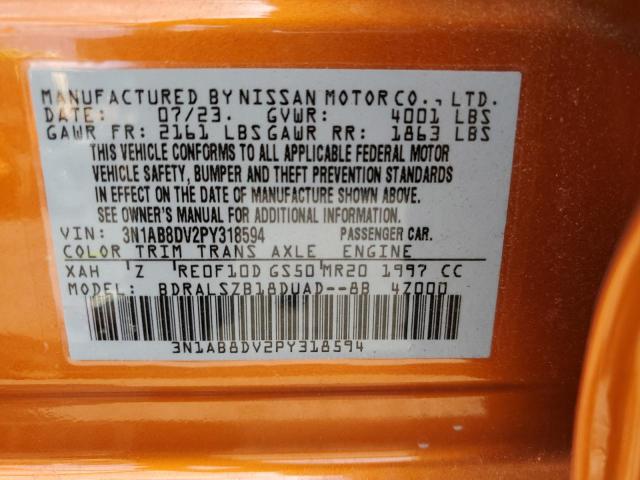 MANUFACTURED BY NISSAN MOTOR CO., LTD.
DATE: 07/23. GVWR: 4001 LBS
GAWR FR: 2161 LBS GAWR RR: 1863 LBS
THIS VEHICLE CONFORMS TO ALL APPLICABLE FEDERAL MOTOR
VEHICLE SAFETY, BUMPER AND THEFT PREVENTION STANDARDS
IN EFFECT ON THE DATE OF MANUFACTURE SHOWN ABOVE.
SEE OWNER'S MANUAL FOR ADDITIONAL INFORMATION.
VIN: 3N1AB8DV2PY318594 PASSENGER CAR.
COLOR TRIM TRANS AXLE ENGINE
XAH Z RE0F10D GS50 MR20 1997 CC
MODEL: BDRALSZB18DUAD--8B 47000
3N1AB8DV2PY318594